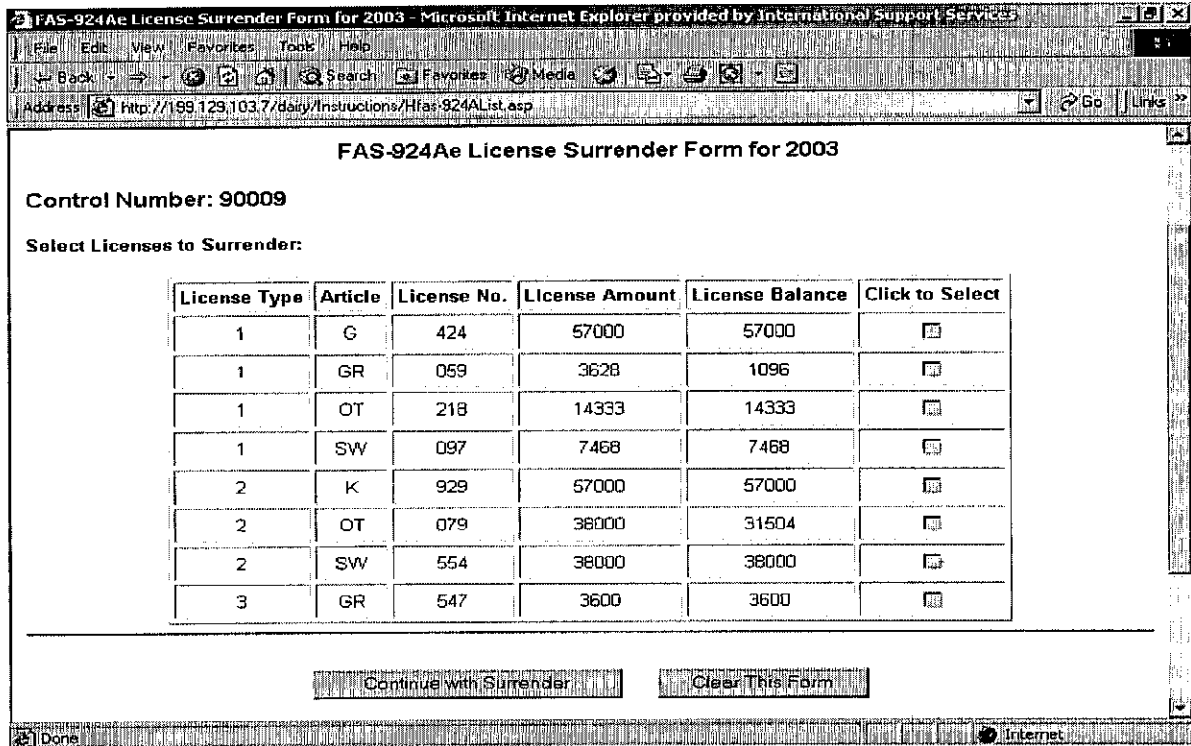 FAS-924Ae License Surrender Form for 2003 - Microsoft Internet Explorer provided by International Support Services
File Edit View Favorites Tools Help
Back Search Favorites Media
Address http://199.129.103.7/dairy/Instructions/Hfas-924AList.asp Go Links »
FAS-924Ae License Surrender Form for 2003
Control Number: 90009
Select Licenses to Surrender:
License Type Article License No. License Amount License Balance Click to Select
1 G 424 57000 57000
1 GR 059 3628 1096
1 OT 218 14333 14333
1 SW 097 7468 7468
2 K 929 57000 57000
2 OT 079 38000 31504
2 SW 554 38000 38000
3 GR 547 3600 3600
Continue with Surrender Clear This Form
Done Internet